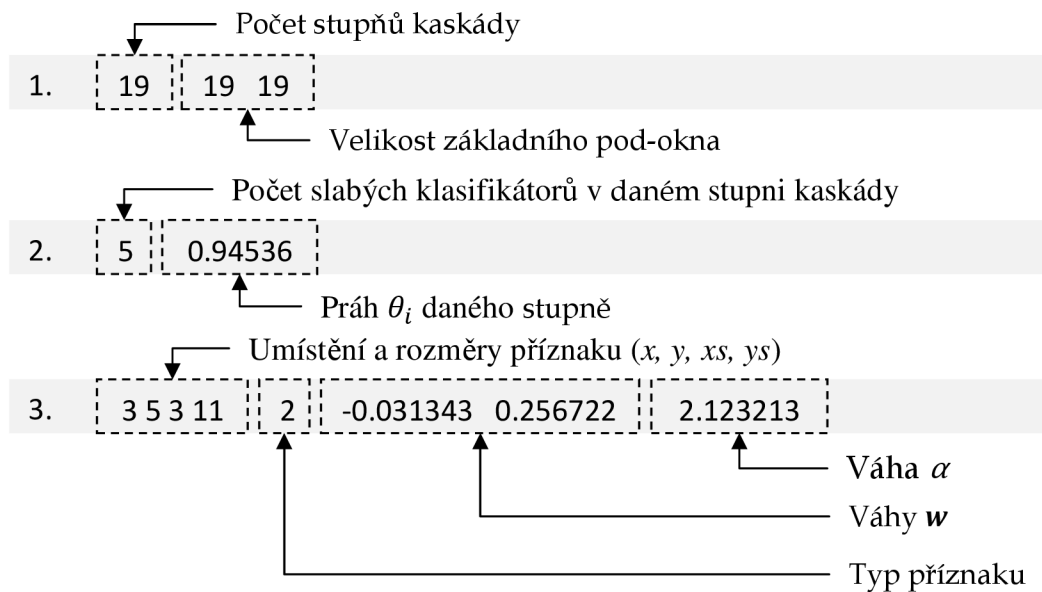 Počet stupňů kaskády
1. 19 19 19
Velikost základního pod-okna
Počet slabých klasifikátorů v daném stupni kaskády
2. 5 0.94536
Práh θi daného stupně
Umístění a rozměry příznaku (x, y, xs, ys)
3. 3 5 3 11 2 -0.031343 0.256722 2.123213
Váha α
Váhy w
Typ příznaku